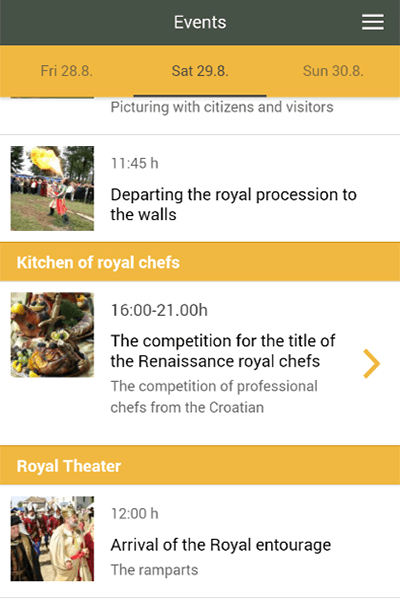 Events
Fri 28.8.
Sat 29.8.
Sun 30.8.
Picturing with citizens and visitors
11:45 h
Departing the royal procession to
the walls
Kitchen of royal chefs
16:00-21.00h
The competition for the title of
the Renaissance royal chefs
The competition of professional
chefs from the Croatian
Royal Theater
12:00 h
Arrival of the Royal entourage
The ramparts